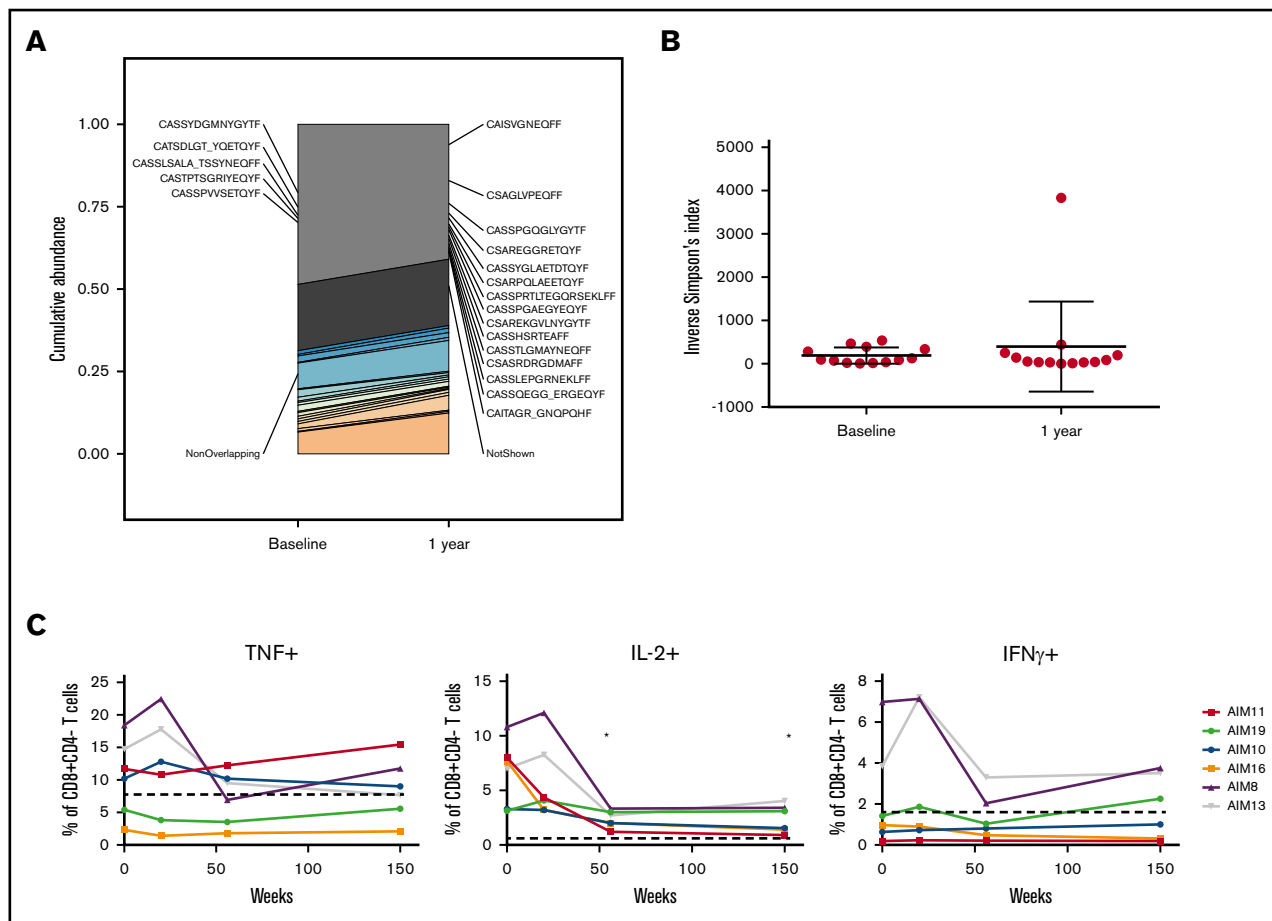 A
Cumulative abundance
1.00
0.75
0.50
0.25
0.00
CASSYDGMNYGYTF
CATSDLGT_YQETQYF
CASSLSALA_TSSYNEQFF
CASTPTSGRIYEQYF
CASSPVVSETQYF
NonOverlapping
CAISVGNEQFF
CSAGLVPEQFF
CASSPGQGLYGYTF
CSAREGGRETQYF
CASSYGLAETDTQYF
CSARPQLAEETQYF
CASSPRTLTEGQRSEKLFF
CASSPGAEGYEQYF
CSAREKGVLNYGYTF
CASSHSRTEAFF
CASSTLGMAYNEQFF
CSASRDRGDMAFF
CASSLEPGRNEKLFF
CASSQEGG_ERGEQYF
CAITAGR_GNQPQHF
NotShown
Baseline
1 year
B
Inverse Simpson's index
5000
4000
3000
2000
1000
0
-1000
Baseline
1 year
C
TNF+
% of CD8+CD4- T cells
25
20
15
10
5
0
0
50
100
150
Weeks
IL-2+
% of CD8+CD4- T cells
15
10
5
0
*
*
0
50
100
150
Weeks
IFNγ+
% of CD8+CD4- T cells
8
6
4
2
0
0
50
100
150
Weeks
AIM11
AIM19
AIM10
AIM16
AIM8
AIM13